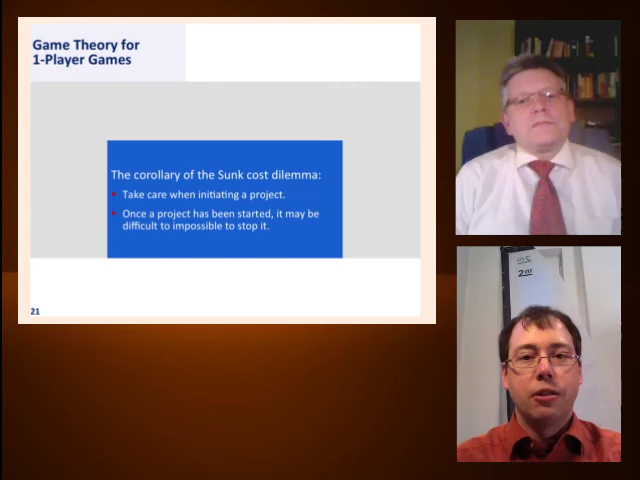 Game Theory for
1-Player Games
The corollary of the Sunk cost dilemma:
Take care when initiating a project.
Once a project has been started, it may be
difficult to impossible to stop it.
21